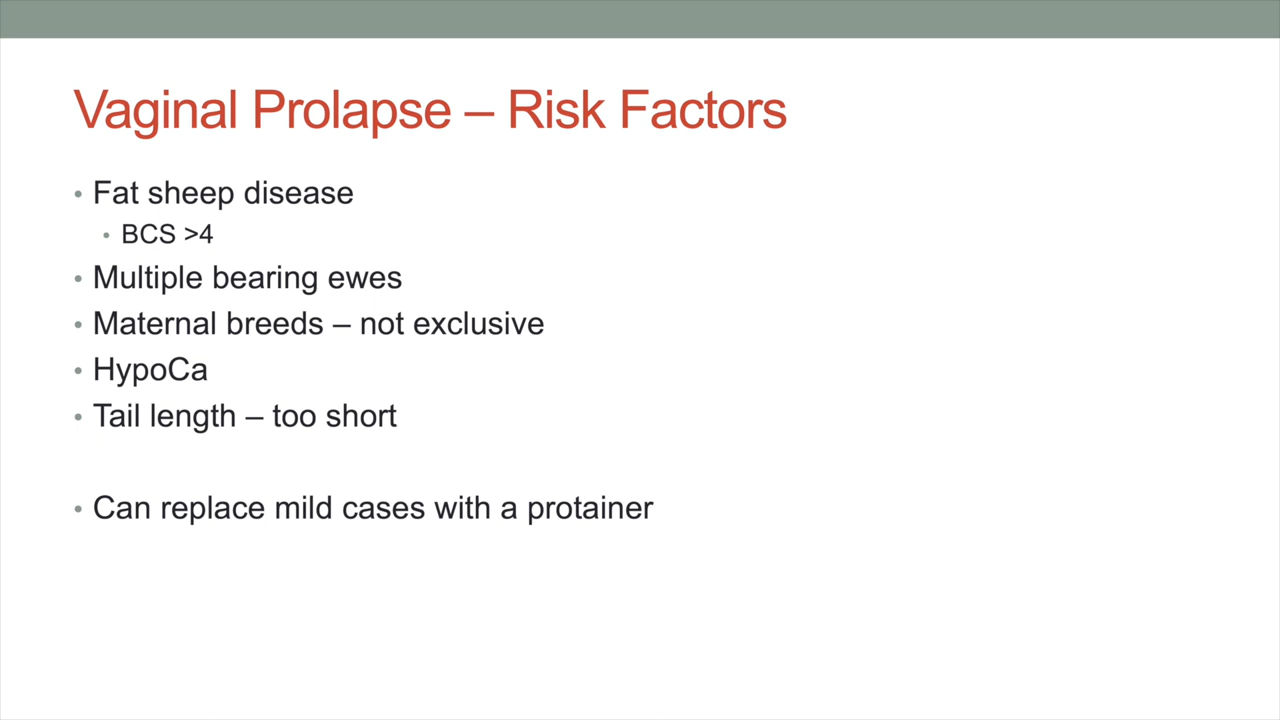 Vaginal Prolapse – Risk Factors
• Fat sheep disease
• BCS >4
• Multiple bearing ewes
• Maternal breeds – not exclusive
• HypoCa
• Tail length – too short
• Can replace mild cases with a protainer